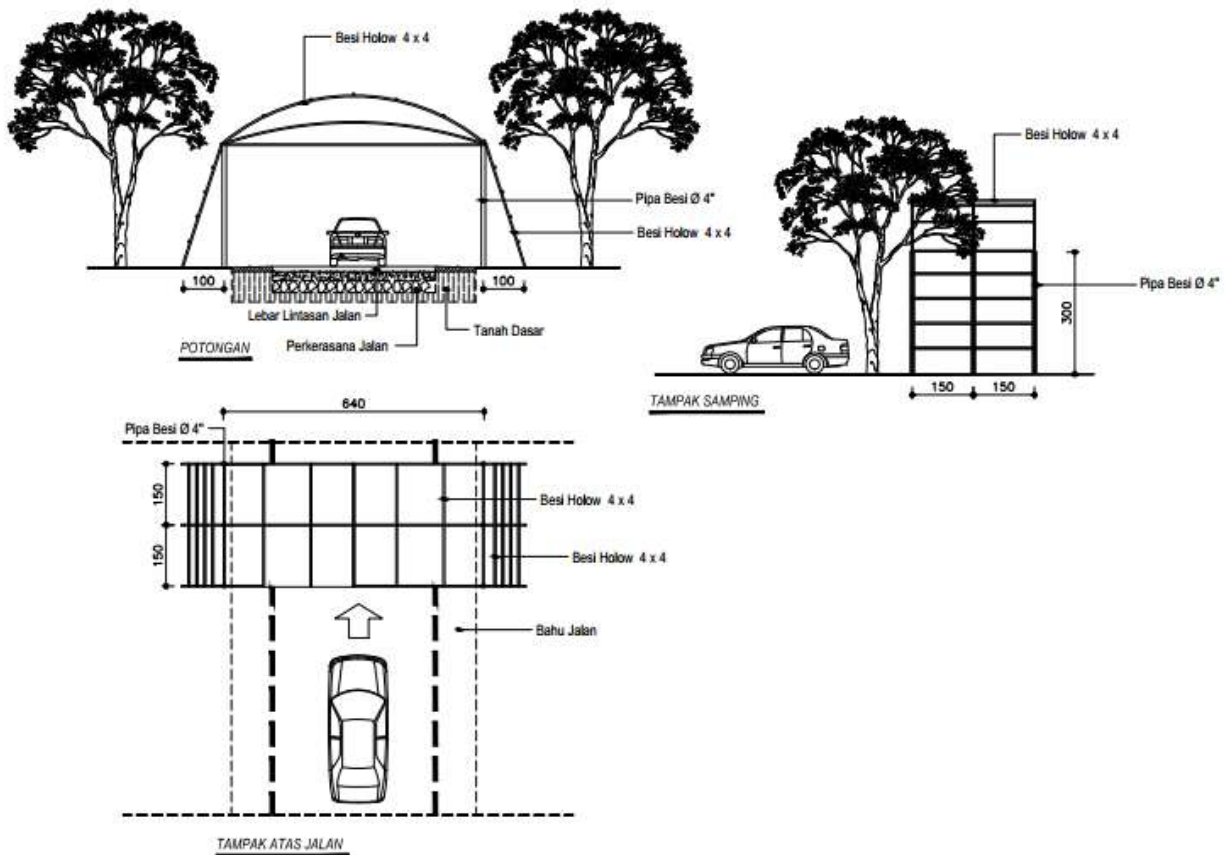 Besi Holow 4 x 4
Pipa Besi Ø 4"
Besi Holow 4 x 4
100
100
Lebar Lintasan Jalan
Tanah Dasar
Perkerasana Jalan
POTONGAN
Besi Holow 4 x 4
Pipa Besi Ø 4"
300
150
150
TAMPAK SAMPING
640
Pipa Besi Ø 4"
150
Besi Holow 4 x 4
150
Besi Holow 4 x 4
Bahu Jalan
TAMPAK ATAS JALAN